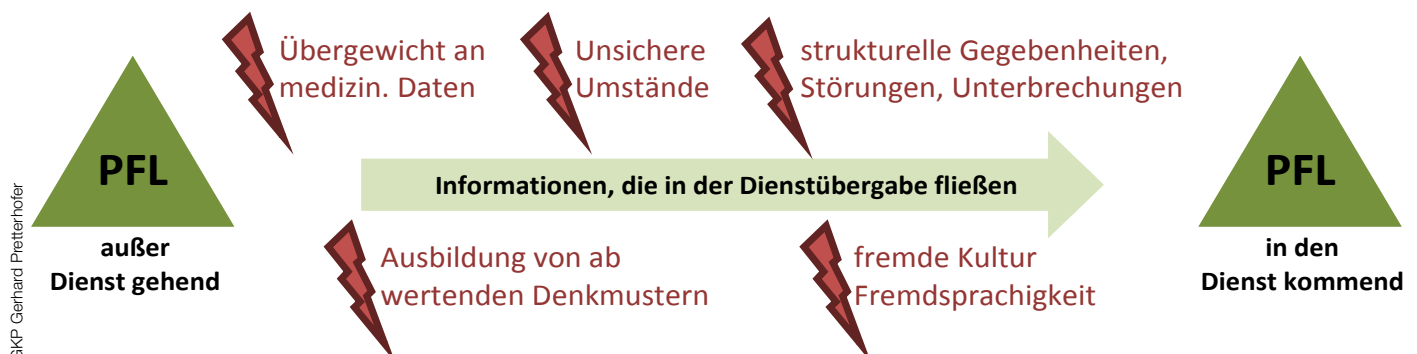 Übergewicht an
medizin. Daten
Unsichere
Umstände
strukturelle Gegebenheiten,
Störungen, Unterbrechungen
PFL
außer
Dienst gehend
Informationen, die in der Dienstübergabe fließen
PFL
in den
Dienst kommend
Ausbildung von ab
wertenden Denkmustern
fremde Kultur
Fremdsprachigkeit
GKP Gerhard Pretterhofer